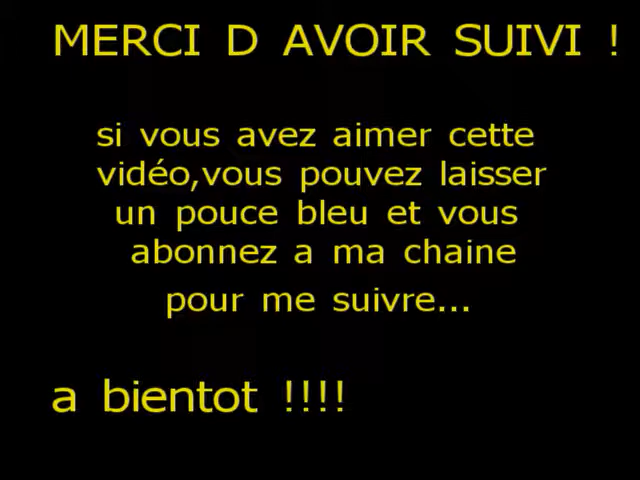 MERCI D AVOIR SUIVI !
si vous avez aimer cette
vidéo,vous pouvez laisser
un pouce bleu et vous
abonnez a ma chaine
pour me suivre...
a bientot !!!!